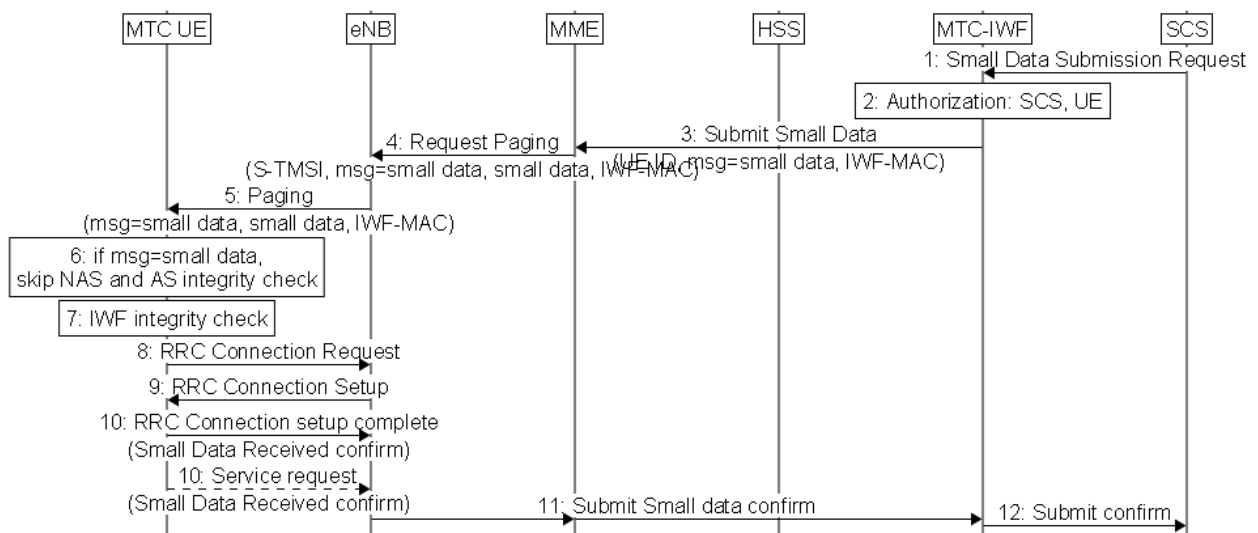 MTC UE
eNB
MME
HSS
MTC-IWF
SCS
1: Small Data Submission Request
2: Authorization: SCS, UE
3: Submit Small Data
(UE-ID, msg=small data, IWF-MAC)
4: Request Paging
(S-TMSI, msg=small data, small data, IWF-MAC)
5: Paging
(msg=small data, small data, IWF-MAC)
6: if msg=small data,
skip NAS and AS integrity check
7: IWF integrity check
8: RRC Connection Request
9: RRC Connection Setup
10: RRC Connection setup complete
(Small Data Received confirm)
10: Service request
(Small Data Received confirm)
11: Submit Small data confirm
12: Submit confirm